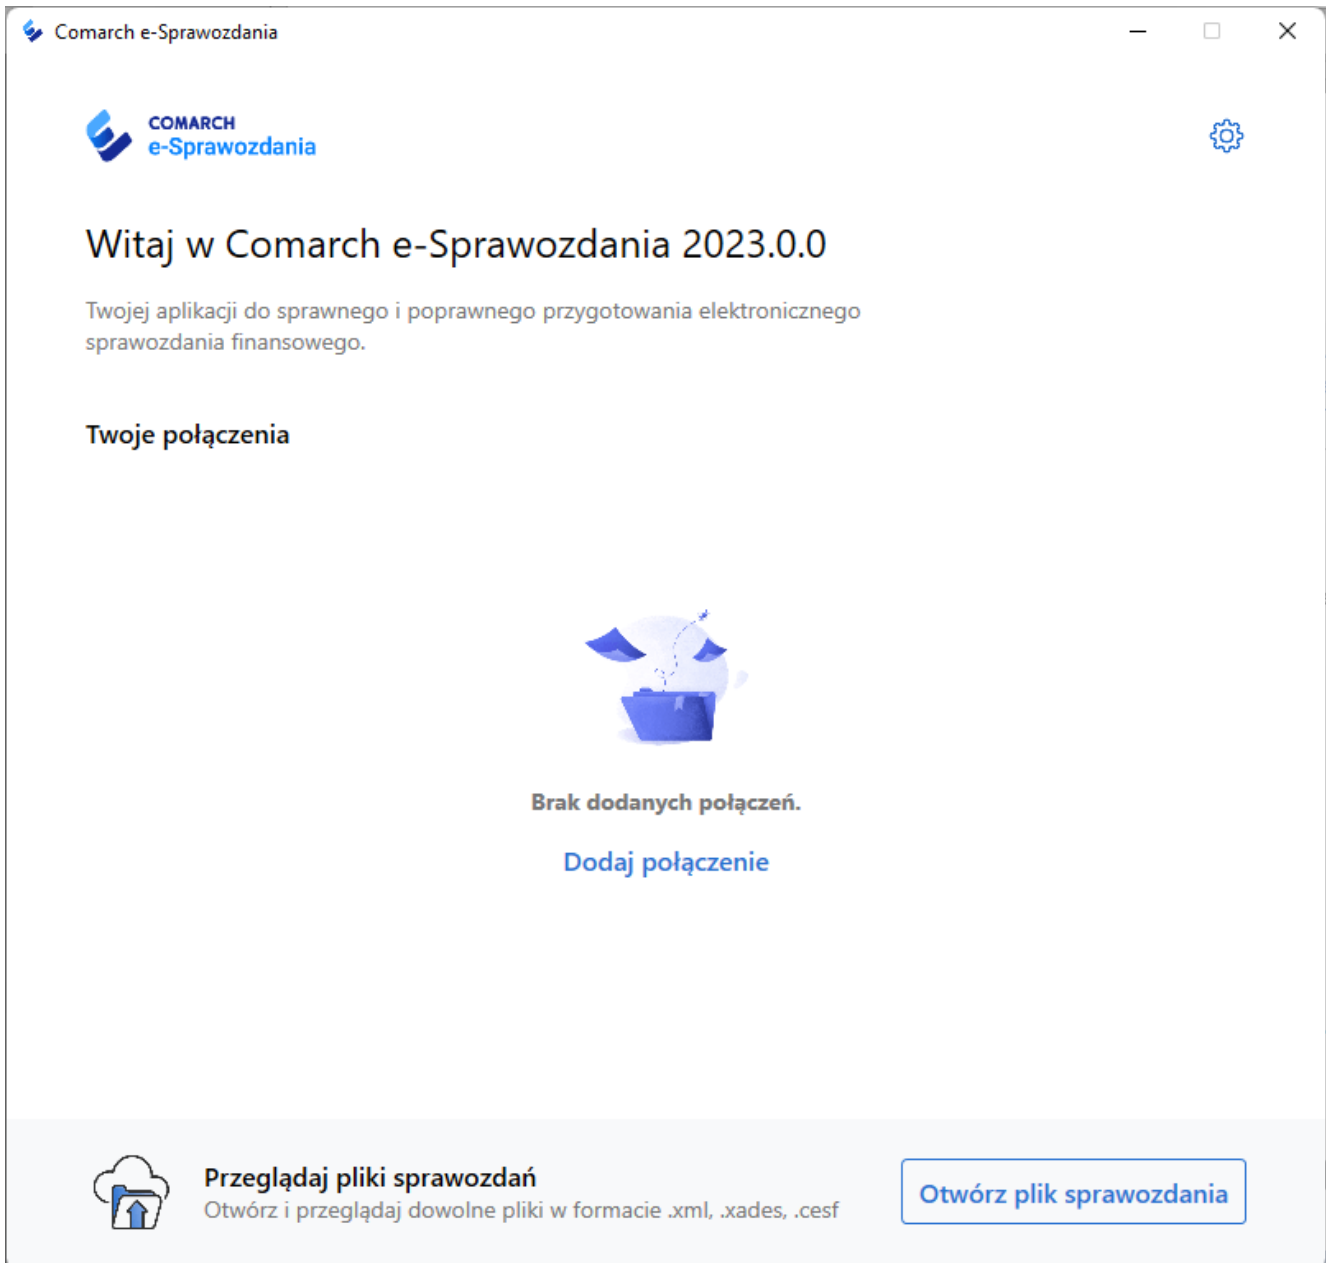 Comarch e-Sprawozdania
COMARCH
e-Sprawozdania
Witaj w Comarch e-Sprawozdania 2023.0.0
Twojej aplikacji do sprawnego i poprawnego przygotowania elektronicznego
sprawozdania finansowego.
Twoje połączenia
Brak dodanych połączeń.
Dodaj połączenie
Przeglądaj pliki sprawozdań
Otwórz i przeglądaj dowolne pliki w formacie .xml, .xades, .cesf
Otwórz plik sprawozdania